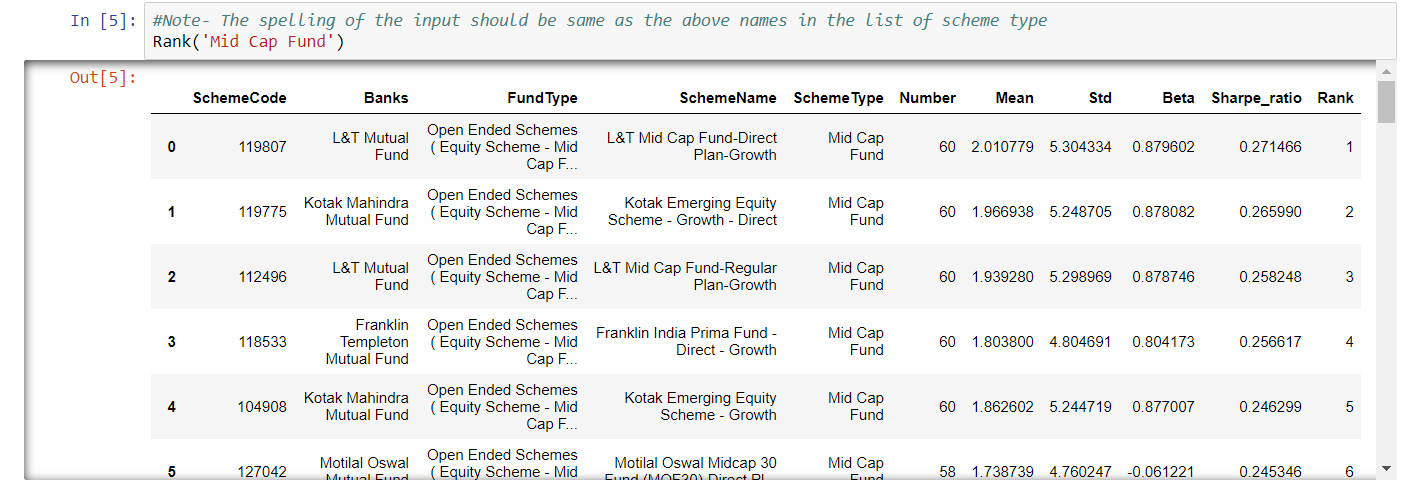 In [5]: #Note- The spelling of the input should be same as the above names in the list of scheme type
Rank('Mid Cap Fund')
Out[5]:
SchemeCode Banks FundType SchemeName SchemeType Number Mean Std Beta Sharpe_ratio Rank
Open Ended Schemes
L&T Mutual L&T Mid Cap Fund-Direct Mid Cap
0 119807 ( Equity Scheme - Mid 60 2.010779 5.304334 0.879602 0.271466 1
Fund Plan-Growth Fund
Cap F...
Open Ended Schemes
Kotak Mahindra Kotak Emerging Equity Mid Cap
1 119775 ( Equity Scheme - Mid 60 1.966938 5.248705 0.878082 0.265990 2
Mutual Fund Scheme - Growth - Direct Fund
Cap F...
Open Ended Schemes
L&T Mutual L&T Mid Cap Fund-Regular Mid Cap
2 112496 ( Equity Scheme - Mid 60 1.939280 5.298969 0.878746 0.258248 3
Fund Plan-Growth Fund
Cap F...
Franklin Open Ended Schemes
Franklin India Prima Fund - Mid Cap
3 118533 Templeton ( Equity Scheme - Mid 60 1.803800 4.804691 0.804173 0.256617 4
Direct - Growth Fund
Mutual Fund Cap F...
Open Ended Schemes
Kotak Mahindra Kotak Emerging Equity Mid Cap
4 104908 ( Equity Scheme - Mid 60 1.862602 5.244719 0.877007 0.246299 5
Mutual Fund Scheme - Growth Fund
Cap F...
Open Ended Schemes
Motilal Oswal Motilal Oswal Midcap 30 Mid Cap
5 127042 ( Equity Scheme - Mid 58 1.738739 4.760247 -0.061221 0.245346 6
Mutual Fund Fund (MOF30) Direct Pl Fund